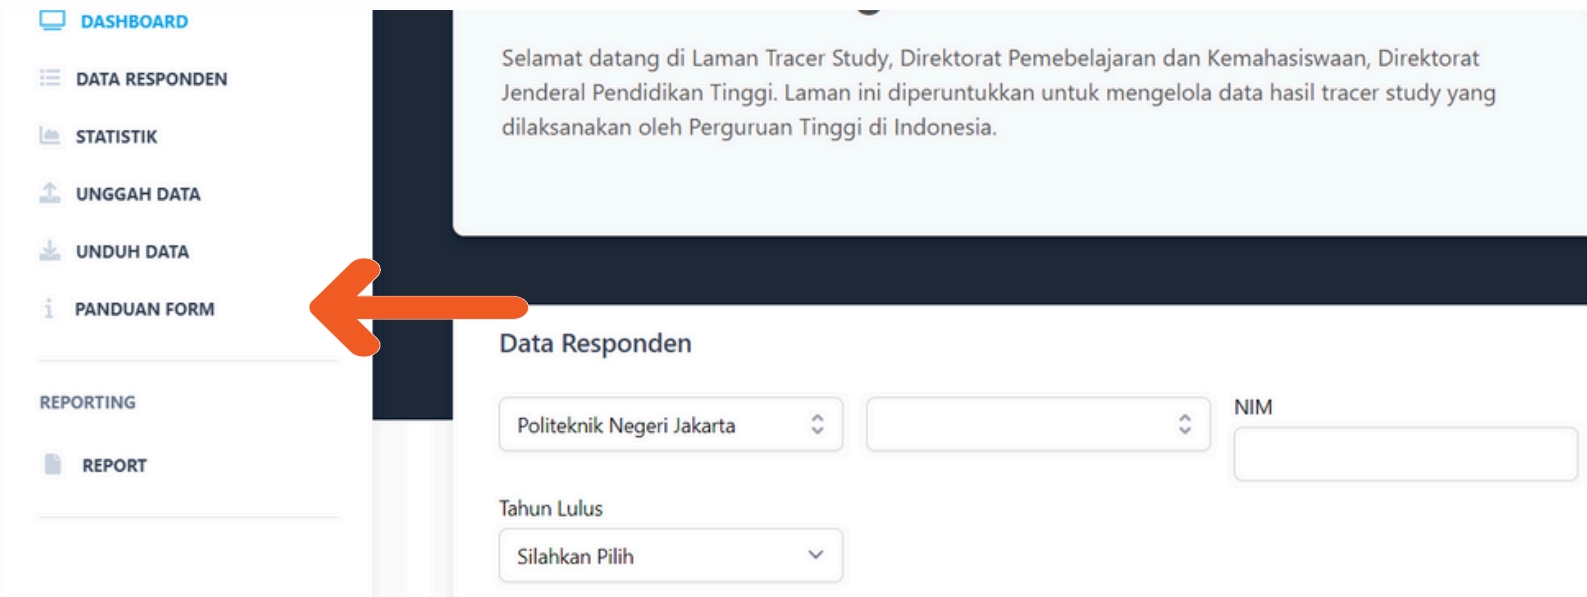 DASHBOARD
DATA RESPONDEN
STATISTIK
UNGGAH DATA
UNDUH DATA
PANDUAN FORM
REPORTING
REPORT
Selamat datang di Laman Tracer Study, Direktorat Pemebelajaran dan Kemahasiswaan, Direktorat
Jenderal Pendidikan Tinggi. Laman ini diperuntukkan untuk mengelola data hasil tracer study yang
dilaksanakan oleh Perguruan Tinggi di Indonesia.
Data Responden
Politeknik Negeri Jakarta
NIM
Tahun Lulus
Silahkan Pilih